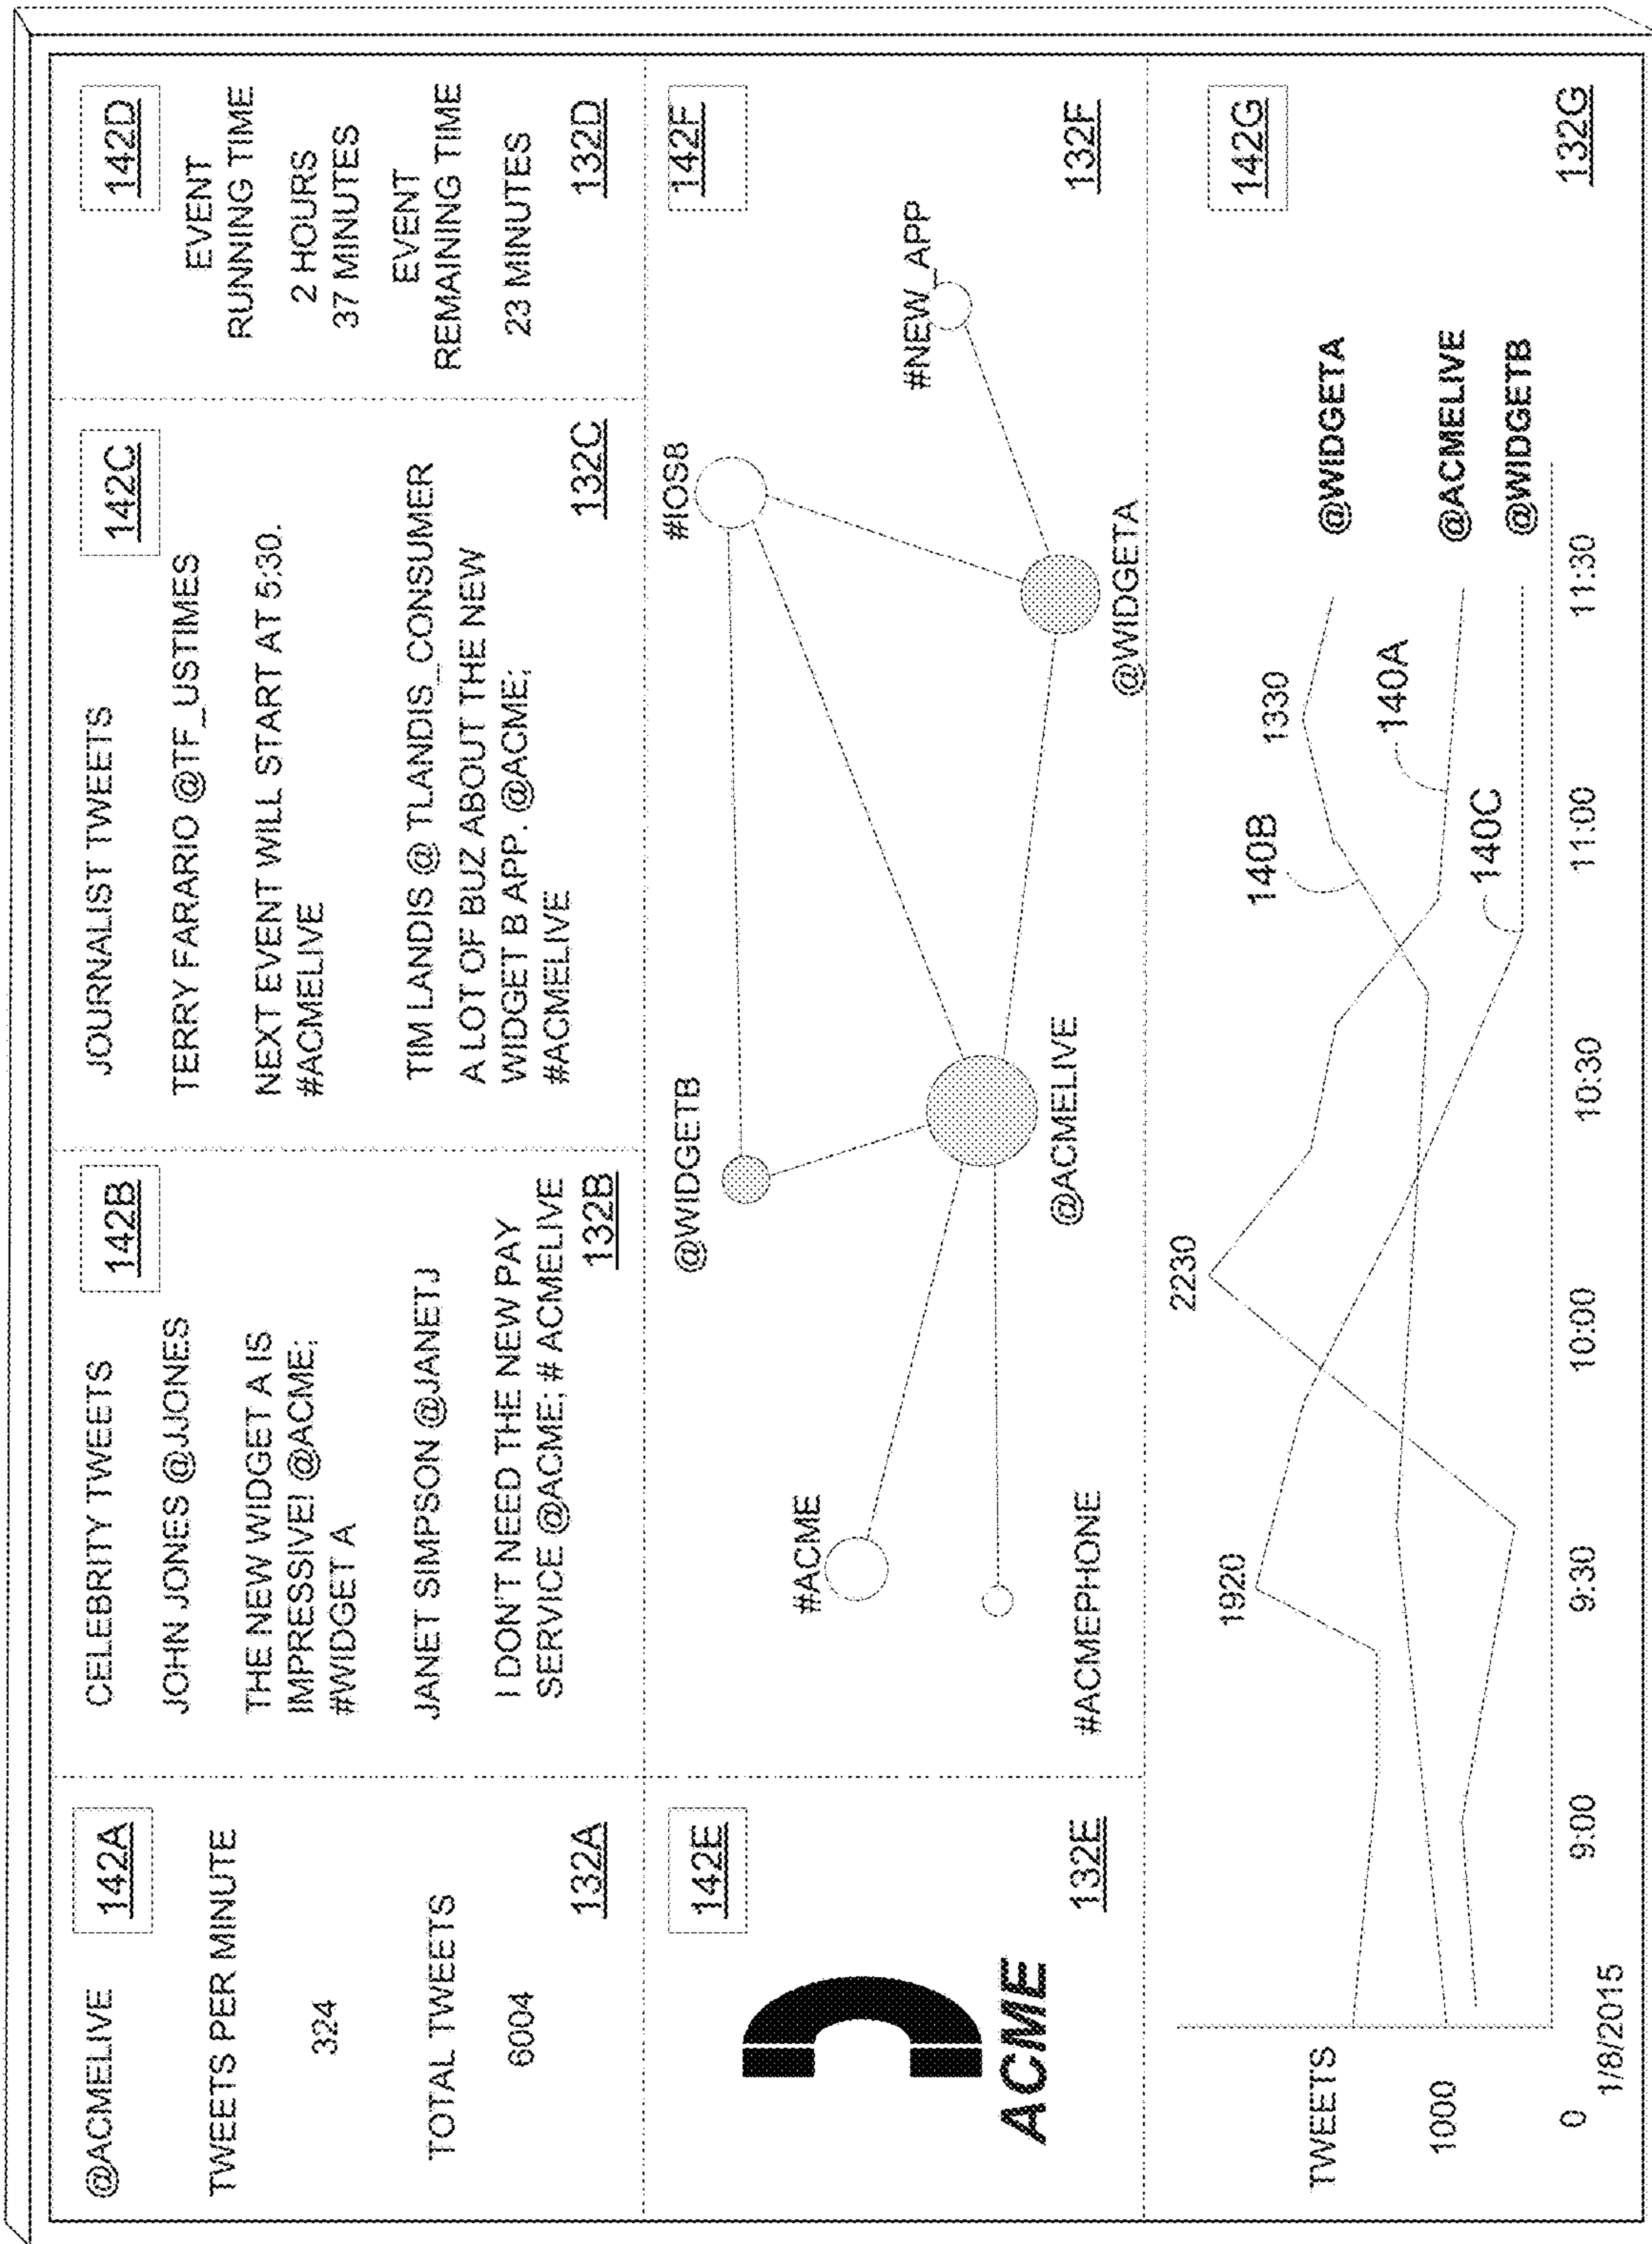 @ACMELIVE
142A
TWEETS PER MINUTE
324
TOTAL TWEETS
6004
132A
CELEBRITY TWEETS
142B
JOHN JONES @JJONES
THE NEW WIDGET A IS
IMPRESSIVE! @ACME;
#WIDGET A
JANET SIMPSON @JANETJ
I DON'T NEED THE NEW PAY
SERVICE @ACME; # ACMELIVE
132B
JOURNALIST TWEETS
142C
TERRY FARARIO @TF_USTIMES
NEXT EVENT WILL START AT 5:30.
#ACMELIVE
TIM LANDIS @ TLANDIS_CONSUMER
A LOT OF BUZ ABOUT THE NEW
WIDGET B APP. @ACME;
#ACMELIVE
132C
142D
EVENT
RUNNING TIME
2 HOURS
37 MINUTES
EVENT
REMAINING TIME
23 MINUTES
132D
142E
ACME
132E
142F
@WIDGETB
#IOS8
#ACME
#NEW_APP
@ACMELIVE
#ACMEPHONE
@WIDGETA
132F
142G
2230
1920
1330
140B
@WIDGETA
TWEETS
140A
@ACMELIVE
1000
140C
@WIDGETB
0
9:00
9:30
10:00
10:30
11:00
11:30
132G
1/8/2015